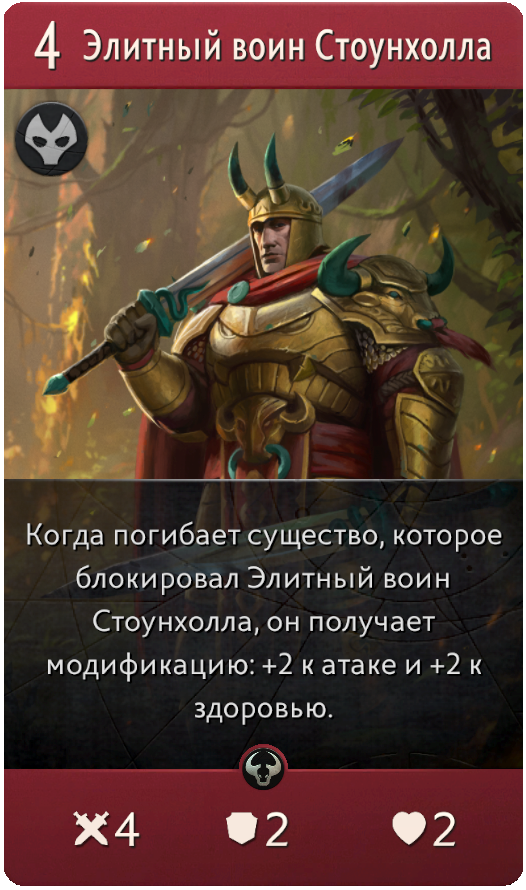 4 Элитный воин Стоунхолла
Когда погибает существо, которое
блокировал Элитный воин
Стоунхолла, он получает
модификацию: +2 к атаке и +2 к
здоровью.
4 2 2